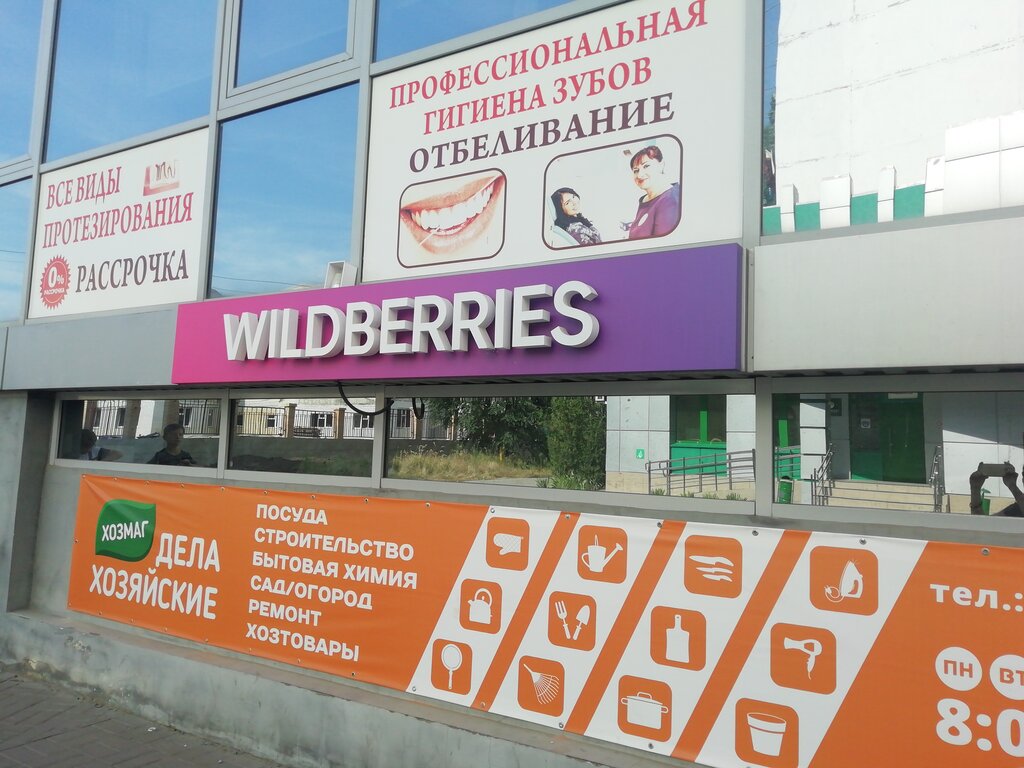 ПРОФЕССИОНАЛЬНАЯ
ГИГИЕНА ЗУБОВ
ОТБЕЛИВАНИЕ
ВСЕ ВИДЫ
ПРОТЕЗИРОВАНИЯ
0%
РАССРОЧКА
РАССРОЧКА
WILDBERRIES
ХОЗМАГ
ДЕЛА
ХОЗЯЙСКИЕ
ПОСУДА
СТРОИТЕЛЬСТВО
БЫТОВАЯ ХИМИЯ
САД/ОГОРОД
РЕМОНТ
ХОЗТОВАРЫ
тел.:
ПН ВТ
8:0